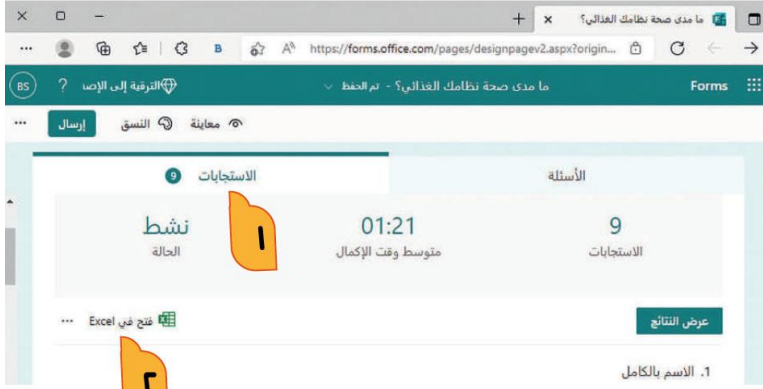 ما مدى صحة نظامك الغذائي؟
https://forms.office.com/pages/designpagev2.aspx?origin...
Forms
ما مدى صحة نظامك الغذائي؟ - تم الحفظ
الترقية إلى الإصد
?
BS
معاينة
النسق
إرسال
الأسئلة
الاستجابات 9
١
9
الاستجابات
01:21
متوسط وقت الإكمال
نشط
الحالة
عرض النتائج
فتح في Excel
٢
1. الاسم بالكامل